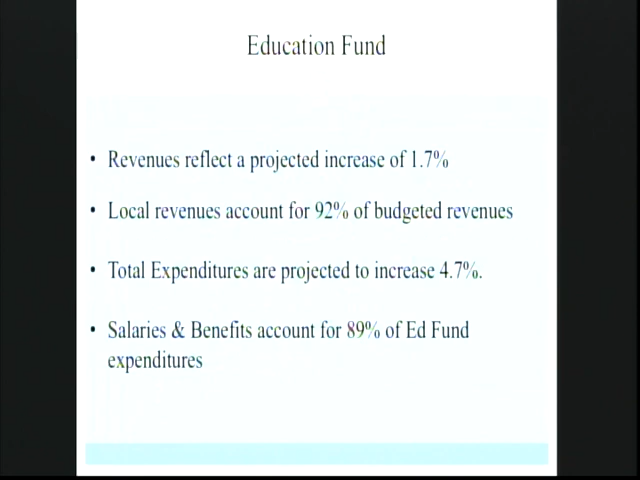 Education Fund
• Revenues reflect a projected increase of 1.7%
• Local revenues account for 92% of budgeted revenues
• Total Expenditures are projected to increase 4.7%.
• Salaries & Benefits account for 89% of Ed Fund
expenditures